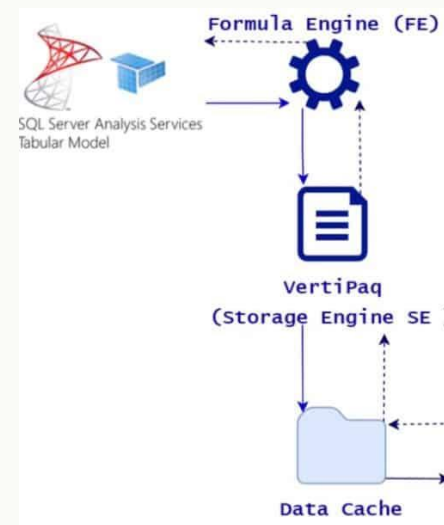 Formula Engine (FE)
SQL Server Analysis Services
Tabular Model
VertiPaq
(Storage Engine SE )
Data Cache